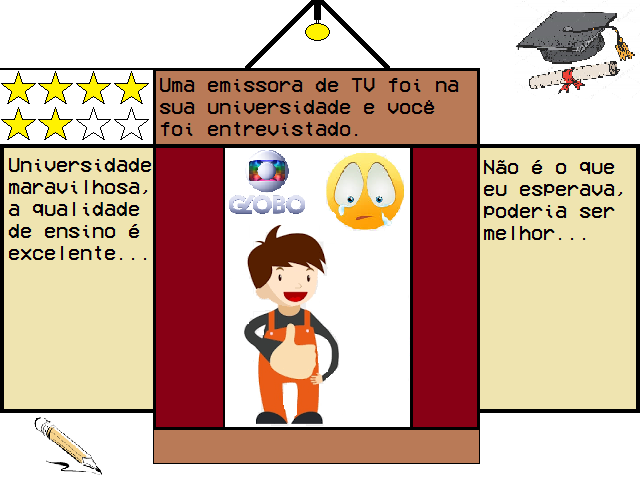 Uma emissora de TV foi na
sua universidade e você
foi entrevistado.
Universidade
maravilhosa,
a qualidade
de ensino é
excelente...
GLOBO
Não é o que
eu esperava,
poderia ser
melhor...